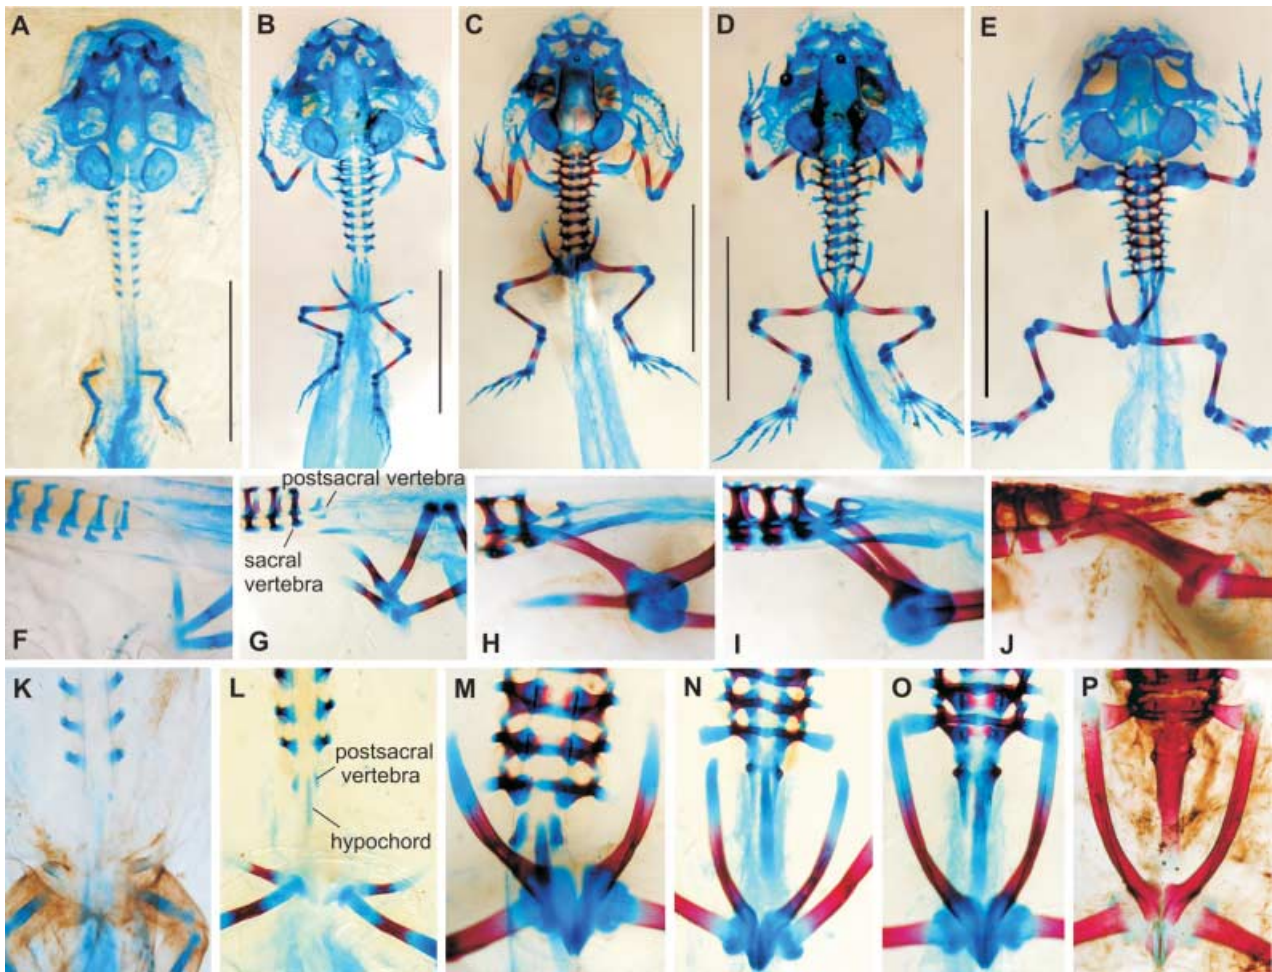 A
B
C
D
E
F
G
postsacral vertebra
sacral
vertebra
H
I
J
K
L
postsacral
vertebra
hypochord
M
N
O
P